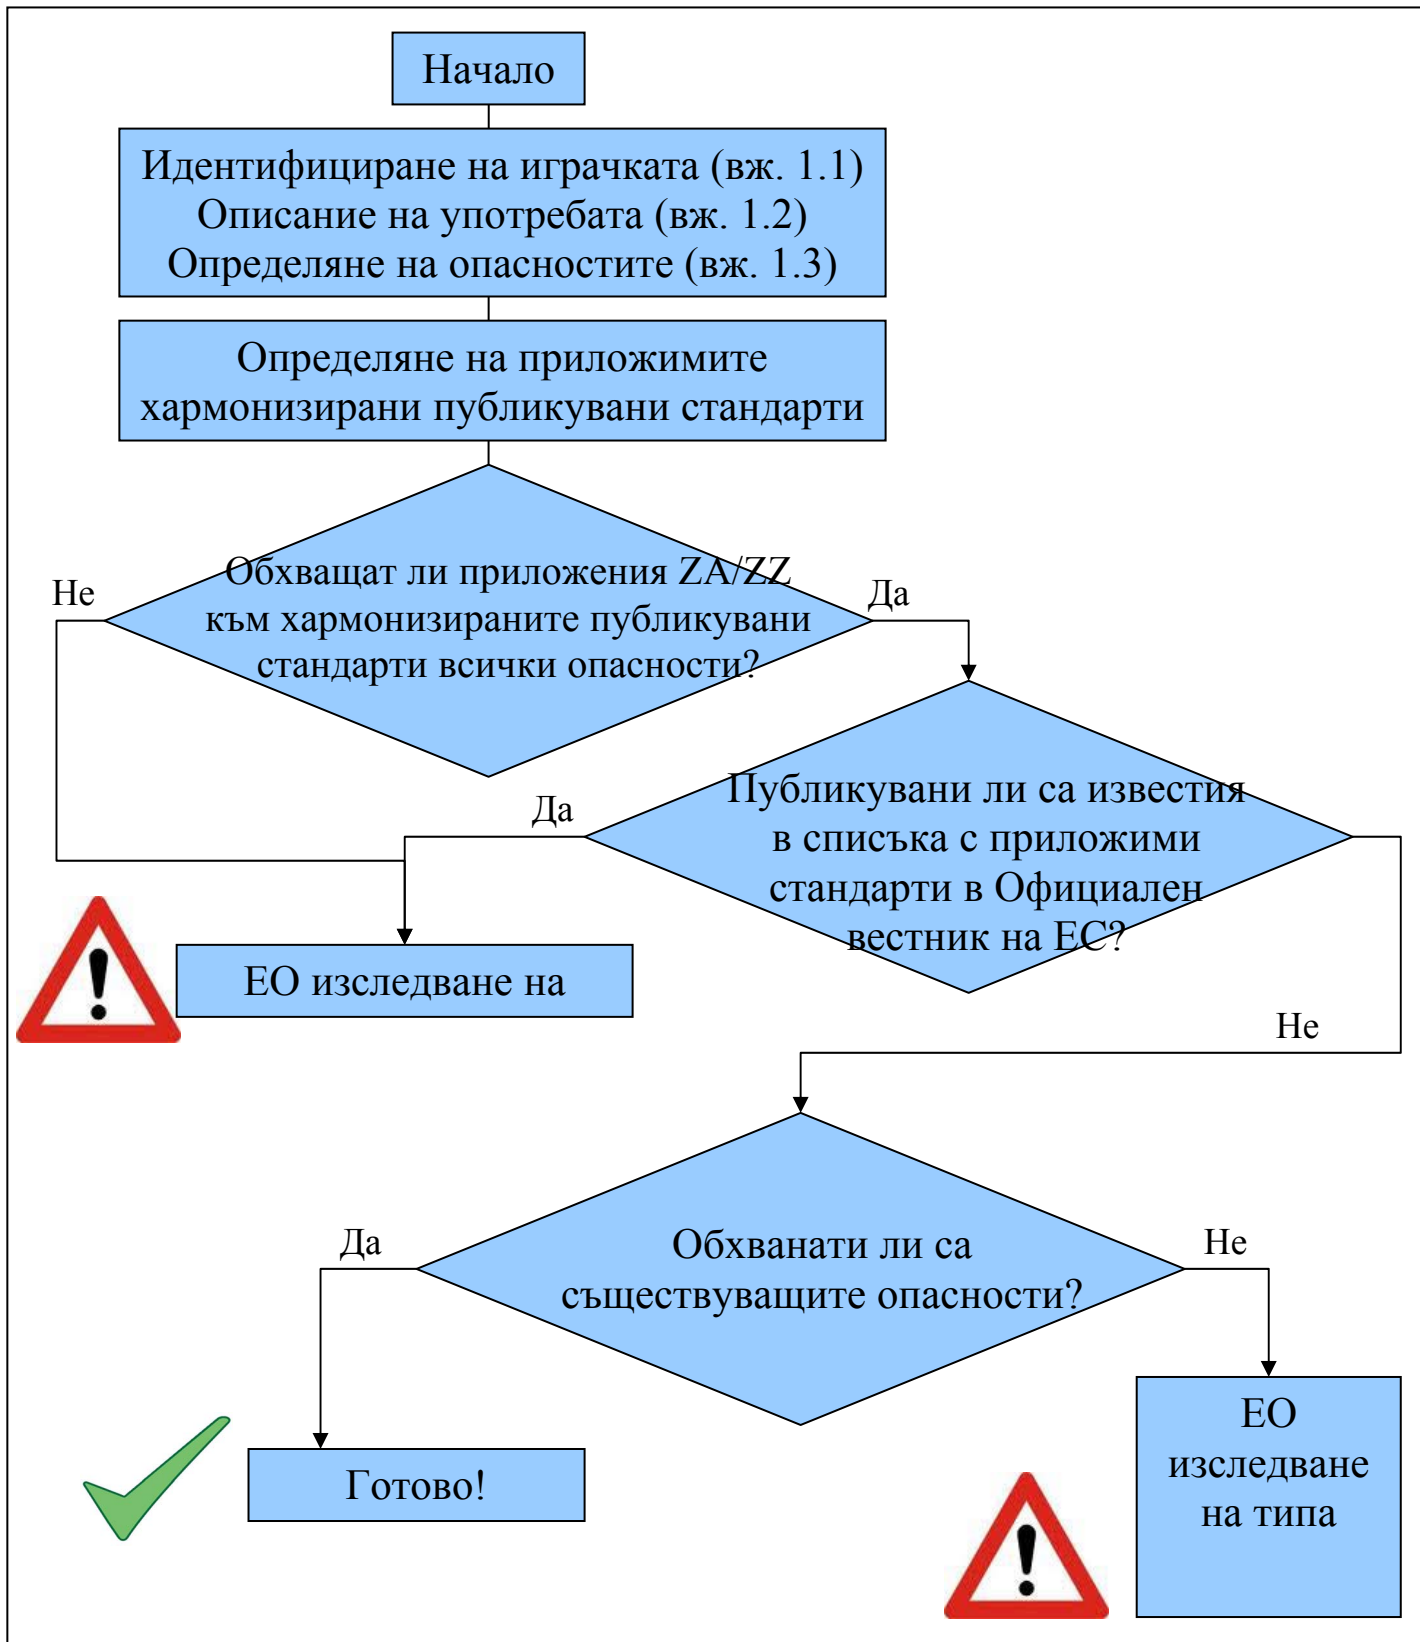 Начало
Идентифициране на играчката (вж. 1.1)
Описание на употребата (вж. 1.2)
Определяне на опасностите (вж. 1.3)
Определяне на приложимите
хармонизирани публикувани стандарти
Не
Обхващат ли приложения ZA/ZZ
към хармонизираните публикувани
стандарти всички опасности?
Да
Да
Публикувани ли са известия
в списъка с приложими
стандарти в Официален
вестник на ЕС?
ЕО изследване на
Не
Да
Обхванати ли са
съществуващите опасности?
Не
Готово!
ЕО
изследване
на типа